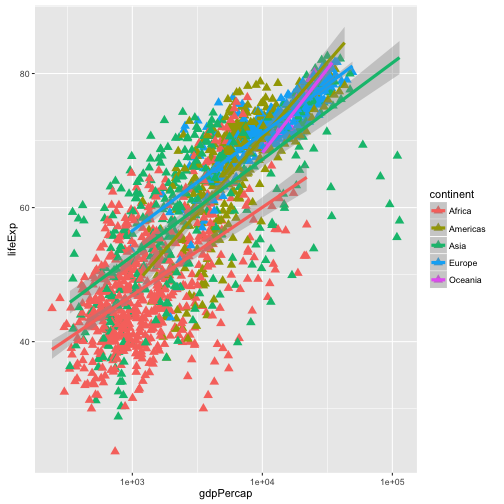 80
60
40
lifeExp
1e+03
1e+04
1e+05
gdpPercap
continent
Africa
Americas
Asia
Europe
Oceania